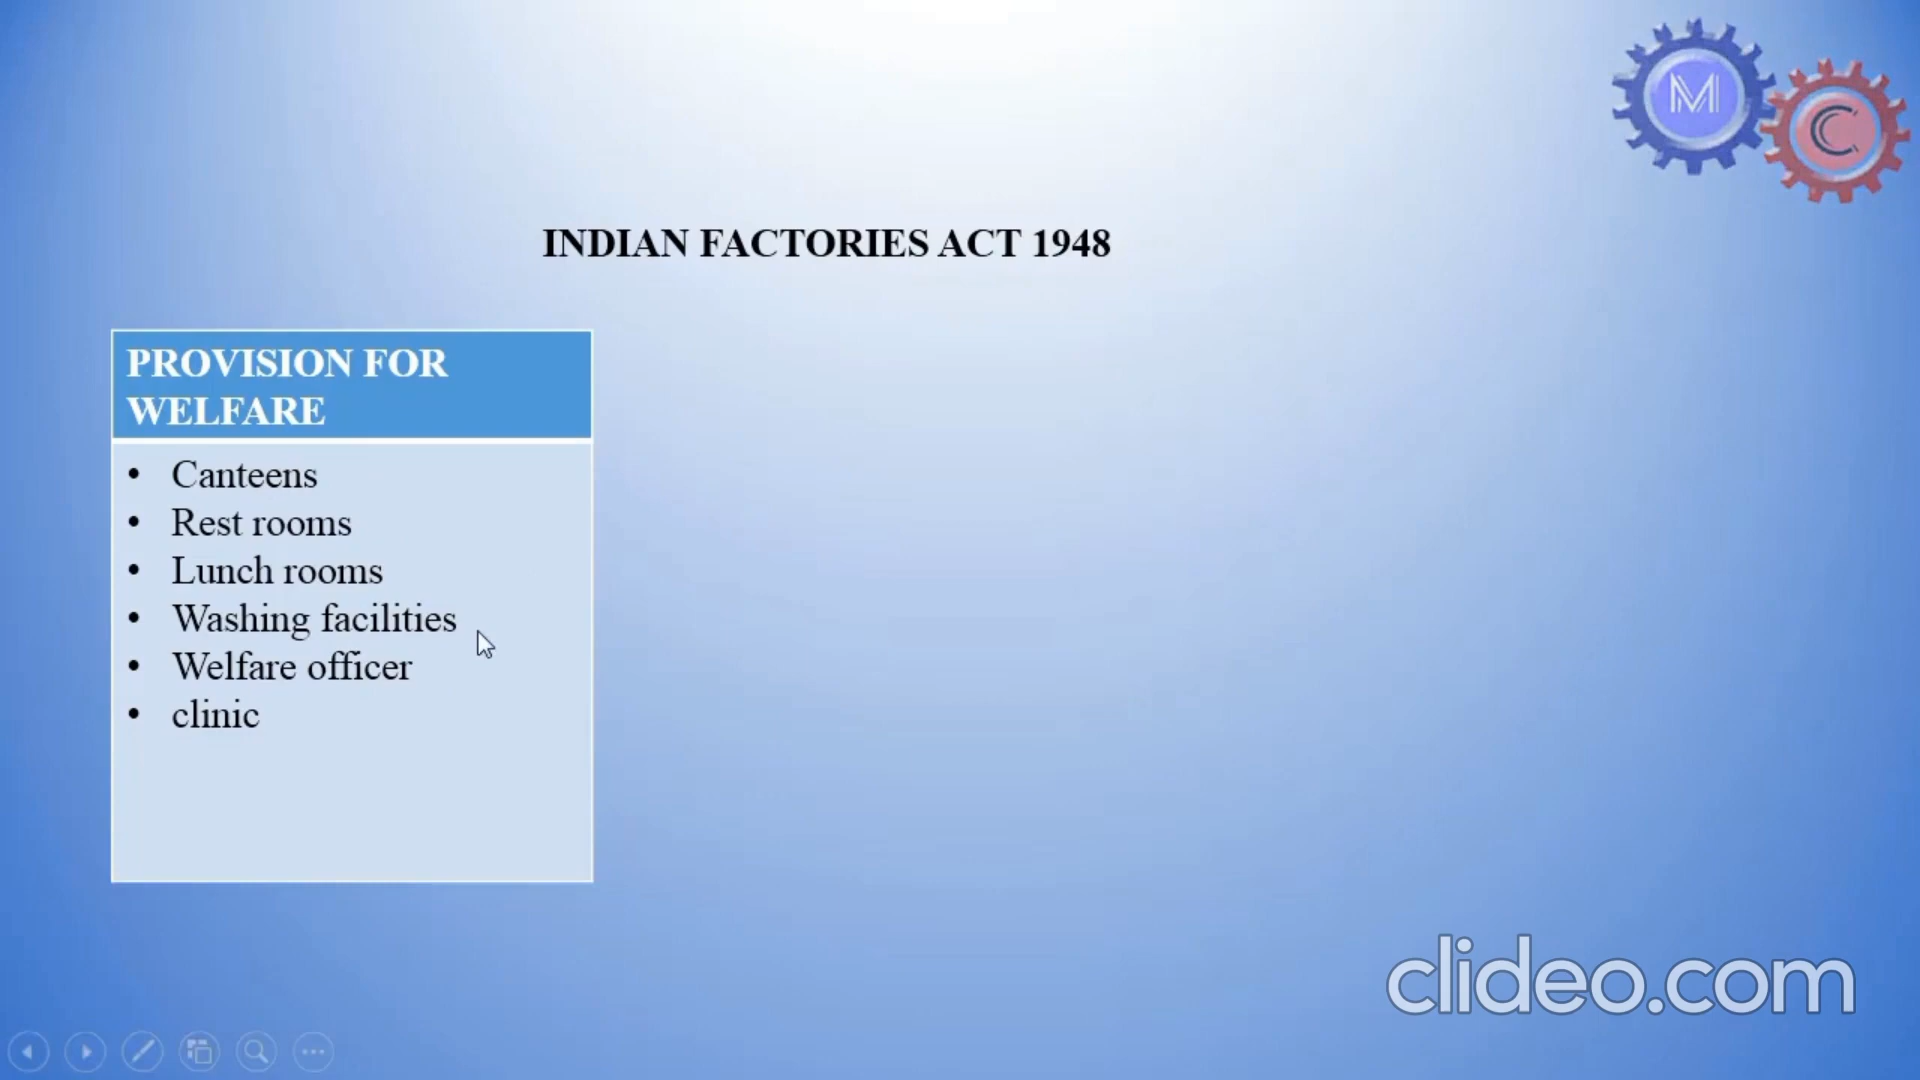 M
C
INDIAN FACTORIES ACT 1948
PROVISION FOR
WELFARE
• Canteens
• Rest rooms
• Lunch rooms
• Washing facilities
• Welfare officer
• clinic
clideo.com